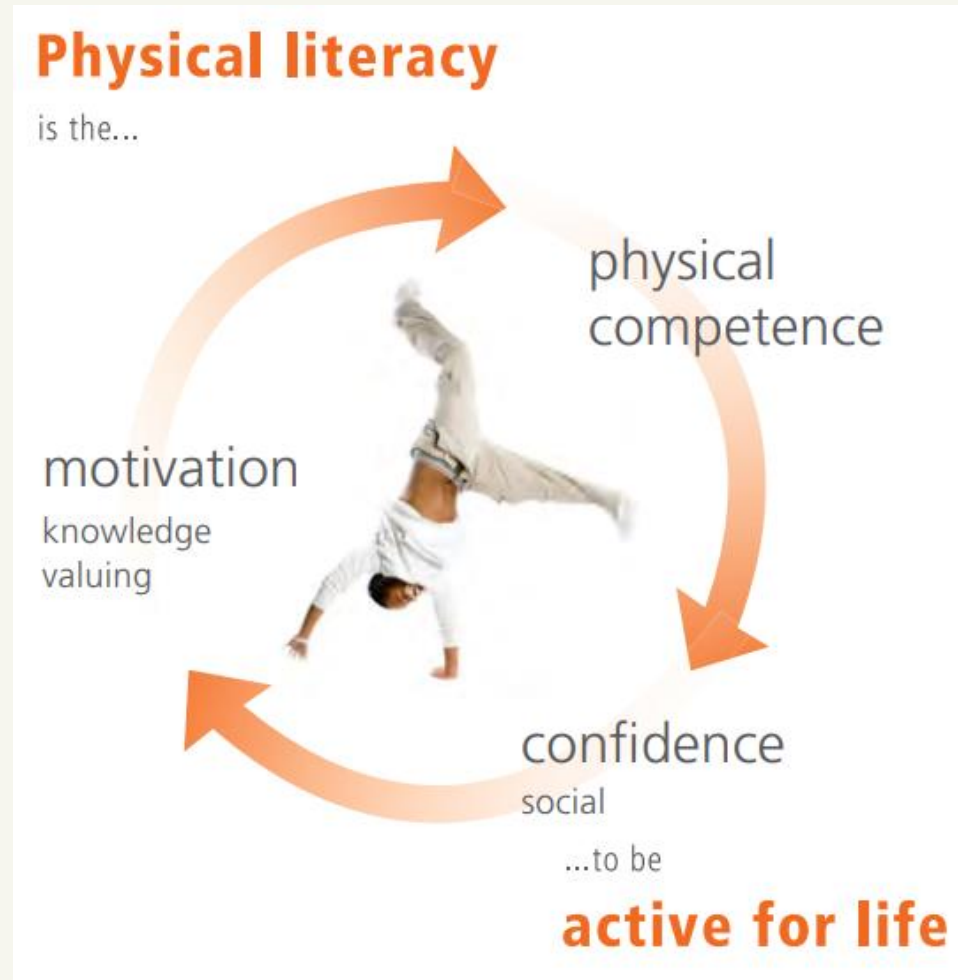 Physical literacy
is the...
physical
competence
motivation
knowledge
valuing
confidence
social
...to be
active for life